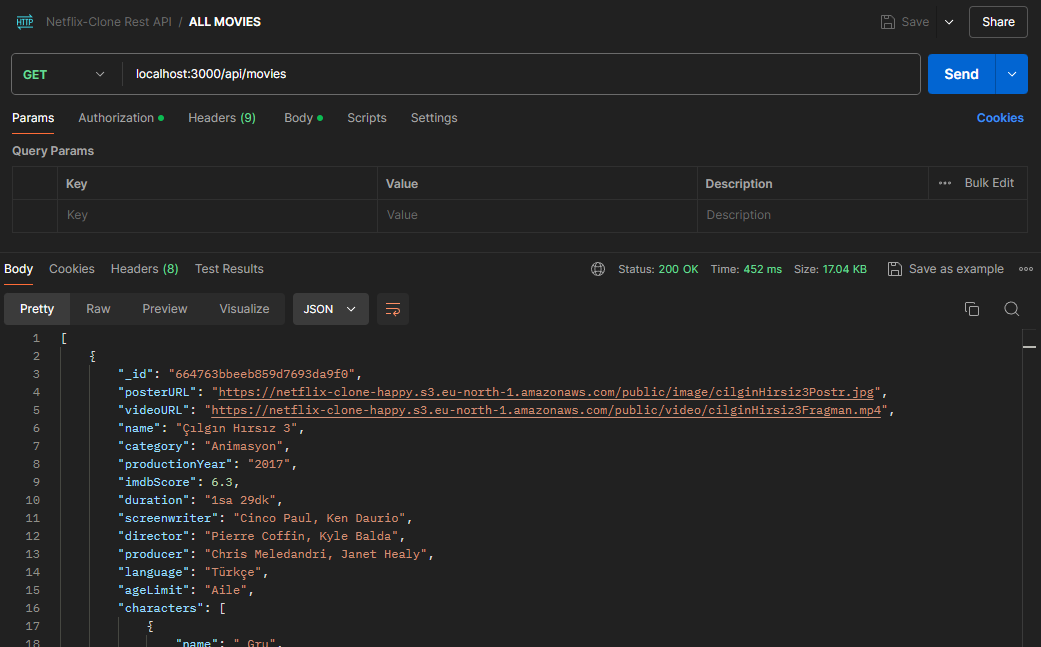 HTTP Netflix-Clone Rest API / ALL MOVIES Save Share
GET localhost:3000/api/movies Send
Params Authorization Headers (9) Body Scripts Settings Cookies
Query Params
Key Value Description ••• Bulk Edit
Key Value Description
Body Cookies Headers (8) Test Results Status: 200 OK Time: 452 ms Size: 17.04 KB Save as example
Pretty Raw Preview Visualize JSON
1 [
2 {
3 "_id": "664763bbeeb859d7693da9f0",
4 "posterURL": "https://netflix-clone-happy.s3.eu-north-1.amazonaws.com/public/image/cilginHirsiz3Postr.jpg",
5 "videoURL": "https://netflix-clone-happy.s3.eu-north-1.amazonaws.com/public/video/cilginHirsiz3Fragman.mp4",
6 "name": "Çılgın Hırsız 3",
7 "category": "Animasyon",
8 "productionYear": "2017",
9 "imdbScore": 6.3,
10 "duration": "1sa 29dk",
11 "screenwriter": "Cinco Paul, Ken Daurio",
12 "director": "Pierre Coffin, Kyle Balda",
13 "producer": "Chris Meledandri, Janet Healy",
14 "language": "Türkçe",
15 "ageLimit": "Aile",
16 "characters": [
17 {
18 "name": " Gru",